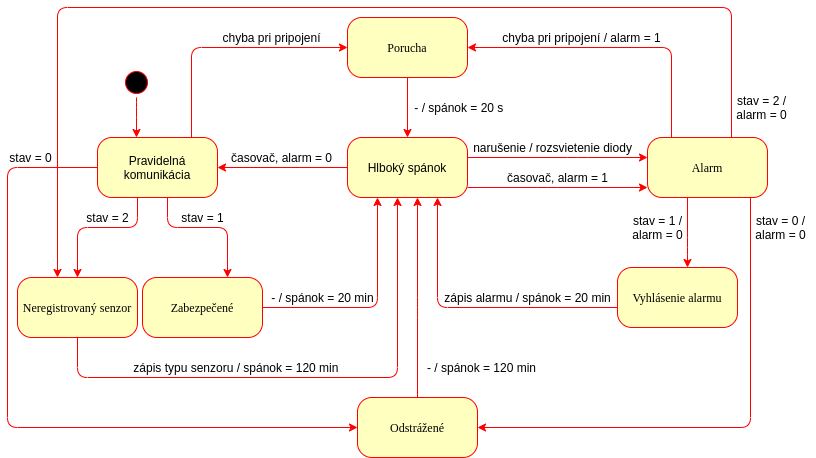 chyba pri pripojení
Porucha
chyba pri pripojení / alarm = 1
- / spánok = 20 s
stav = 2 /
alarm = 0
stav = 0
Pravidelná
komunikácia
časovač, alarm = 0
Hlboký spánok
narušenie / rozsvietenie diody
časovač, alarm = 1
Alarm
stav = 2
stav = 1
stav = 1 /
alarm = 0
stav = 0 /
alarm = 0
Neregistrovaný senzor
Zabezpečené
- / spánok = 20 min
zápis alarmu / spánok = 20 min
Vyhlásenie alarmu
zápis typu senzoru / spánok = 120 min
- / spánok = 120 min
Odstrážené